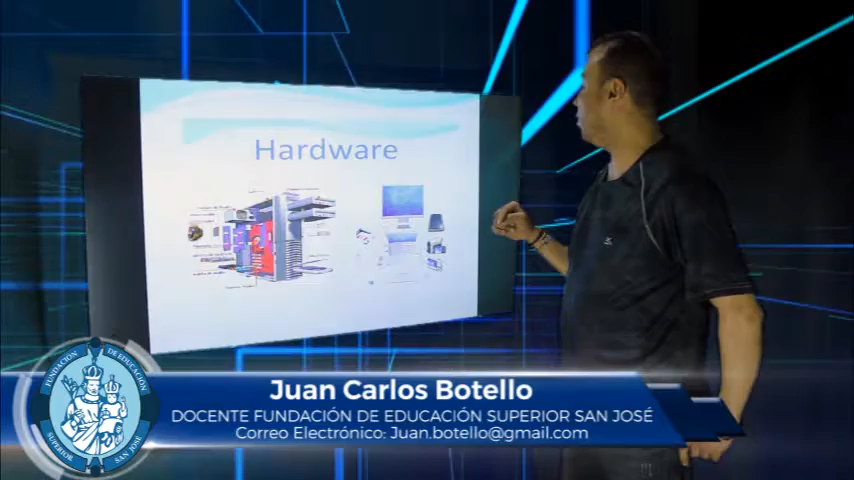 Hardware
Juan Carlos Botello
DOCENTE FUNDACIÓN DE EDUCACIÓN SUPERIOR SAN JOSÉ
Correo Electrónico: Juan.botello@gmail.com
FUNDACIÓN DE EDUCACIÓN
SUPERIOR SAN JOSÉ